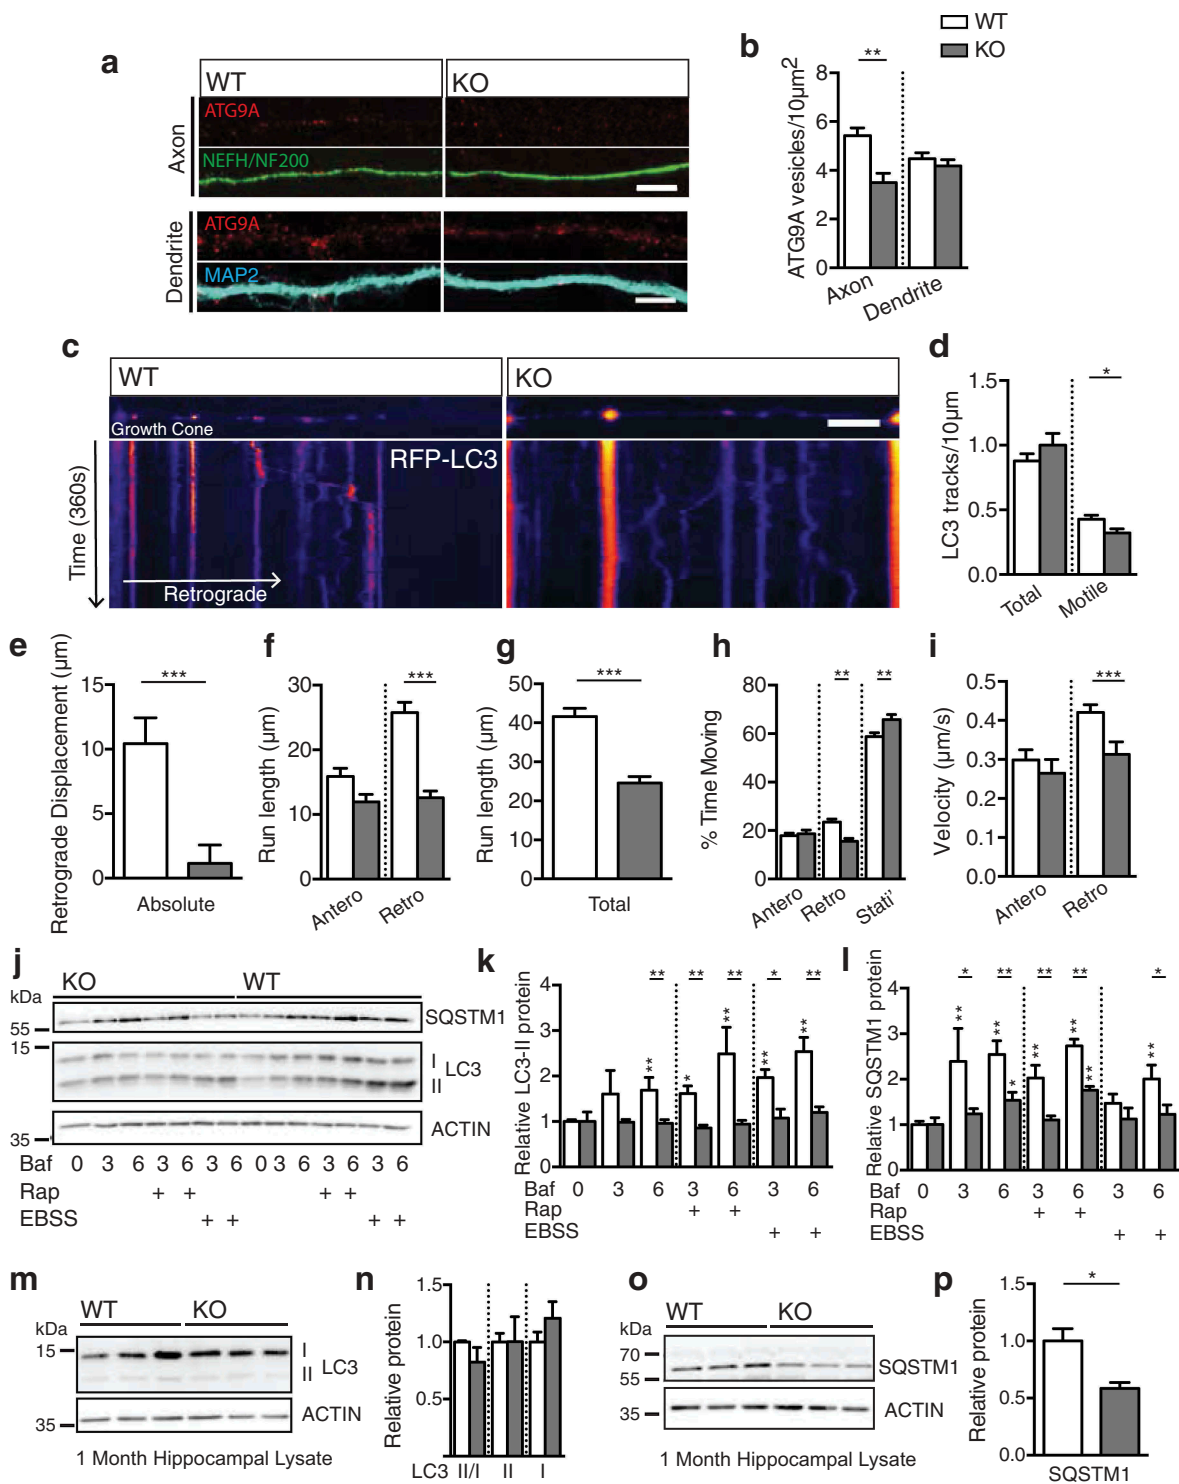 WT
KO
a
WT
KO
Axon
ATG9A
NEFH/NF200
Dendrite
ATG9A
MAP2
b
ATG9A vesicles/10µm²
8
6
4
2
0
**
Axon
Dendrite
c
WT
KO
Growth Cone
RFP-LC3
Time (360s)
Retrograde
d
LC3 tracks/10µm
1.5
1.0
0.5
0.0
*
Total
Motile
e
Retrograde Displacement (µm)
15
10
5
0
***
Absolute
f
Run length (µm)
30
20
10
0
***
Antero
Retro
g
Run length (µm)
50
40
30
20
10
0
***
Total
h
% Time Moving
80
60
40
20
0
** **
Antero
Retro
Stati'
i
Velocity (µm/s)
0.5
0.4
0.3
0.2
0.1
0.0
***
Antero
Retro
j
KO WT
kDa
55
SQSTM1
15
I
II
LC3
35
ACTIN
Baf 0 3 6 3 6 3 6 0 3 6 3 6 3 6
Rap + + + +
EBSS + + + +
k
Relative LC3-II protein
4
3
2
1
0
** ** ** * **
** * ** ** **
Baf 0 3 6 3 6 3 6
Rap + +
EBSS + +
l
Relative SQSTM1 protein
4
3
2
1
0
* ** ** ** *
** ** * ** ** ** **
Baf 0 3 6 3 6 3 6
Rap + +
EBSS + +
m
WT KO
kDa
15
I
II
LC3
35
ACTIN
1 Month Hippocampal Lysate
n
Relative protein
1.5
1.0
0.5
LC3 II/I II I
o
WT KO
kDa
70
55
SQSTM1
35
ACTIN
1 Month Hippocampal Lysate
p
Relative protein
1.5
1.0
0.5
0.0
*
SQSTM1